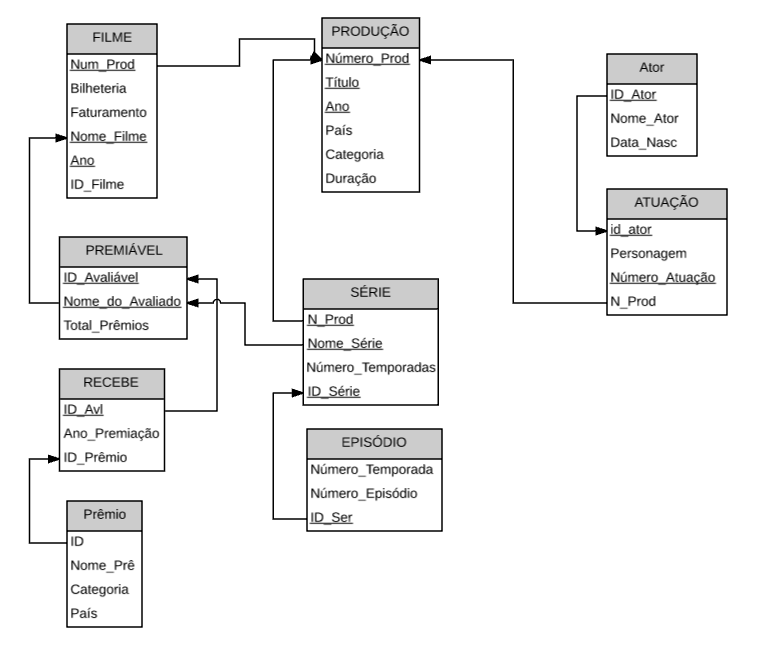 FILME
Num_Prod
Bilheteria
Faturamento
Nome_Filme
Ano
ID_Filme
PRODUÇÃO
Número_Prod
Título
Ano
País
Categoria
Duração
Ator
ID_Ator
Nome_Ator
Data_Nasc
ATUAÇÃO
id_ator
Personagem
Número_Atuação
N_Prod
PREMIÁVEL
ID_Avaliável
Nome_do_Avaliado
Total_Prêmios
SÉRIE
N_Prod
Nome_Série
Número_Temporadas
ID_Série
RECEBE
ID_Avl
Ano_Premiação
ID_Prêmio
EPISÓDIO
Número_Temporada
Número_Episódio
ID_Ser
Prêmio
ID
Nome_Prê
Categoria
País